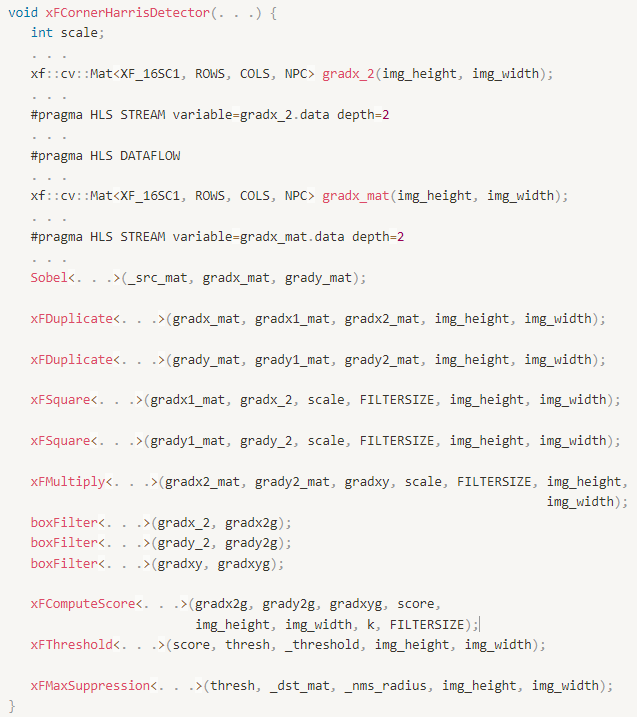 void xFCornerHarrisDetector(. . .) {
int scale;
. . .
xf::cv::Mat<XF_16SC1, ROWS, COLS, NPC> gradx_2(img_height, img_width);
. . .
#pragma HLS STREAM variable=gradx_2.data depth=2
. . .
#pragma HLS DATAFLOW
. . .
xf::cv::Mat<XF_16SC1, ROWS, COLS, NPC> gradx_mat(img_height, img_width);
. . .
#pragma HLS STREAM variable=gradx_mat.data depth=2
. . .
Sobel<. . .>(_src_mat, gradx_mat, grady_mat);
xFDuplicate<. . .>(gradx_mat, gradx1_mat, gradx2_mat, img_height, img_width);
xFDuplicate<. . .>(grady_mat, grady1_mat, grady2_mat, img_height, img_width);
xFSquare<. . .>(gradx1_mat, gradx_2, scale, FILTERSIZE, img_height, img_width);
xFSquare<. . .>(grady1_mat, grady_2, scale, FILTERSIZE, img_height, img_width);
xFMultiply<. . .>(gradx2_mat, grady2_mat, gradxy, scale, FILTERSIZE, img_height,
img_width);
boxFilter<. . .>(gradx_2, gradx2g);
boxFilter<. . .>(grady_2, grady2g);
boxFilter<. . .>(gradxy, gradxyg);
xFComputeScore<. . .>(gradx2g, grady2g, gradxyg, score,
img_height, img_width, k, FILTERSIZE);
xFThreshold<. . .>(score, thresh, _threshold, img_height, img_width);
xFMaxSuppression<. . .>(thresh, _dst_mat, _nms_radius, img_height, img_width);
}